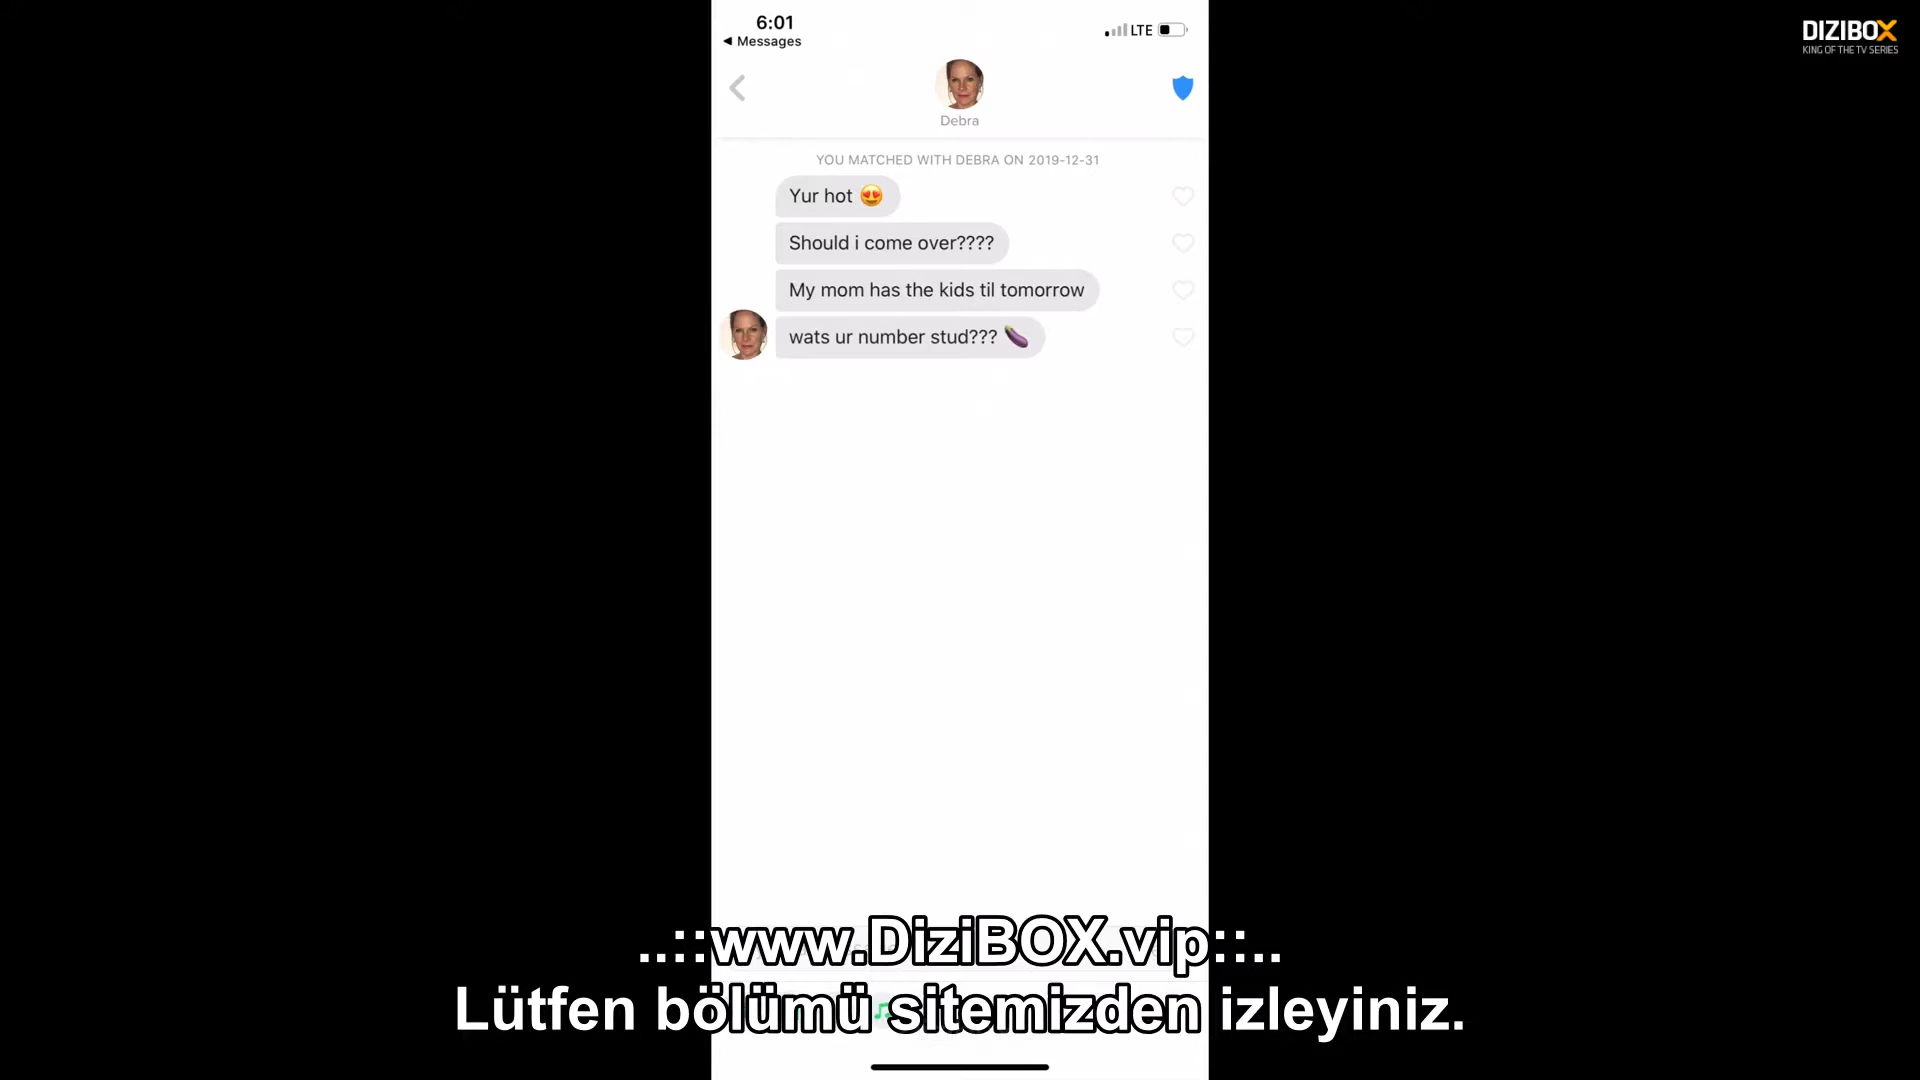 6:01
LTE
◀ Messages
DIZIBOX
KING OF THE TV SERIES
Debra
YOU MATCHED WITH DEBRA ON 2019-12-31
Yur hot 😍
Should i come over????
My mom has the kids til tomorrow
wats ur number stud??? 🍆
..::www.DiziBOX.vip::..
Lütfen bölümü sitemizden izleyiniz.